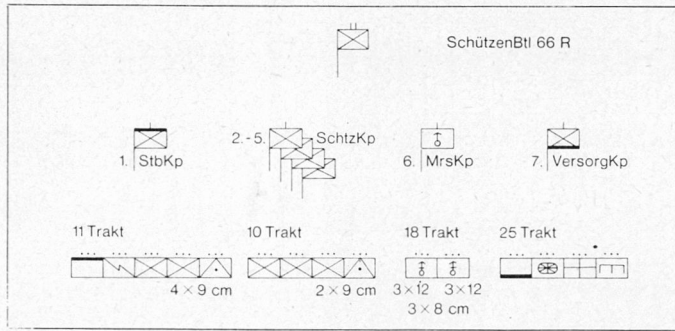 SchützenBtl 66 R
1. StbKp
2.-5. SchtzKp
6. MrsKp
7. VersorgKp
11 Trakt
10 Trakt
18 Trakt
25 Trakt
4 × 9 cm
2 × 9 cm
3×12 3×12
3 × 8 cm